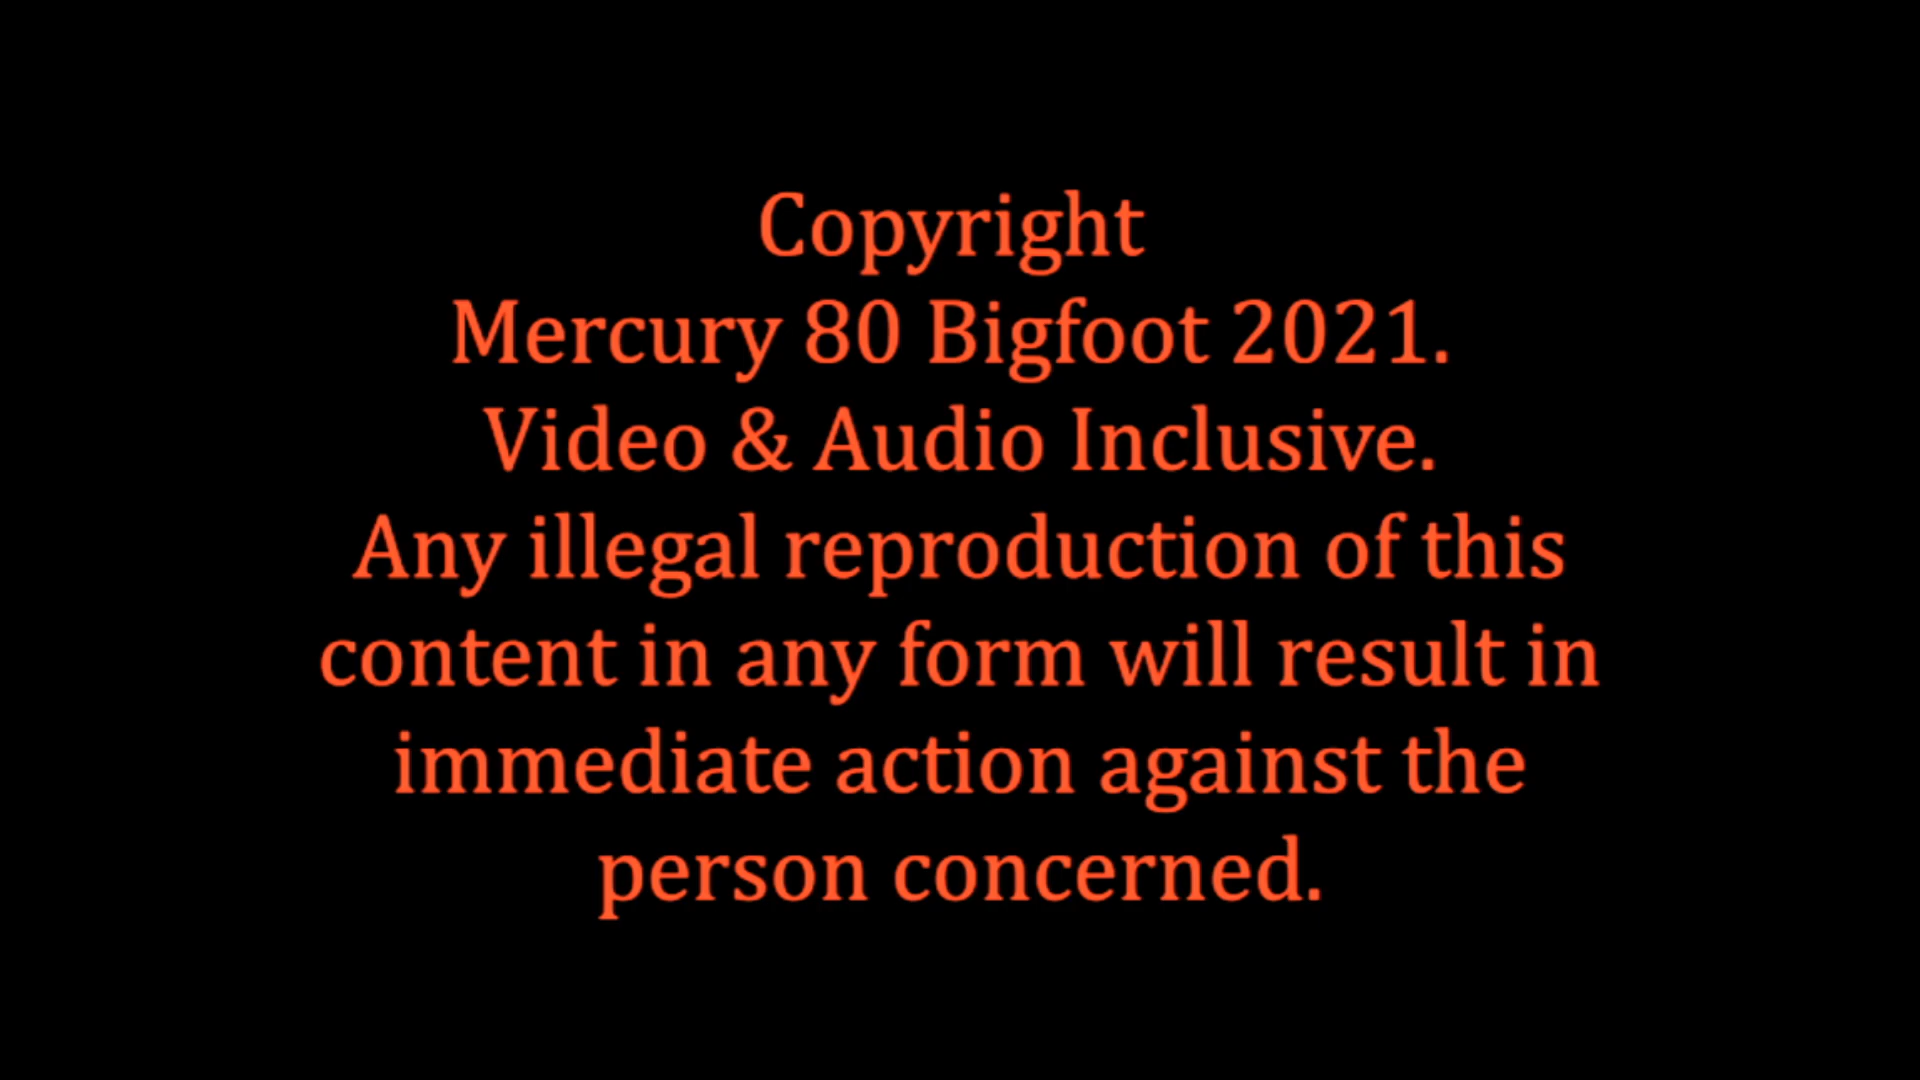 Copyright
Mercury 80 Bigfoot 2021.
Video & Audio Inclusive.
Any illegal reproduction of this
content in any form will result in
immediate action against the
person concerned.